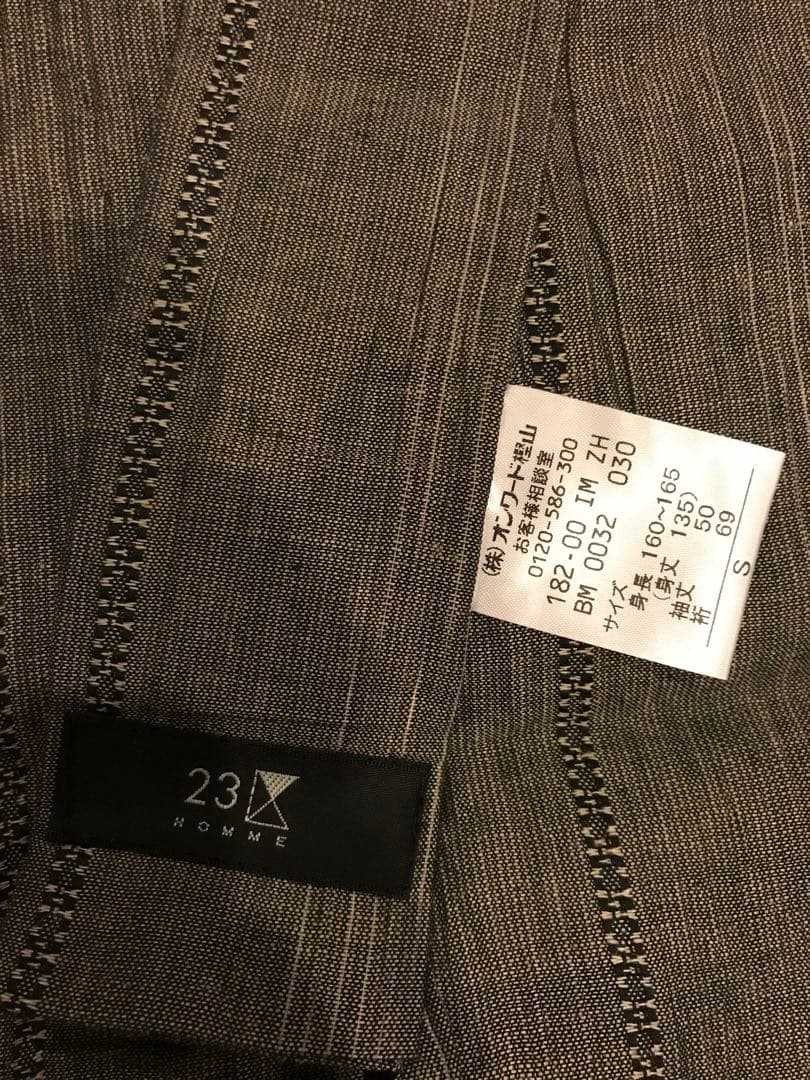 (株)オンワード樫山
お客様相談室
0120-586-300
182-00 IM ZH
BM 0032 030
サイズ
身長 160~165
(身丈 135)
袖丈 50
裄 69
S
23
HOMME